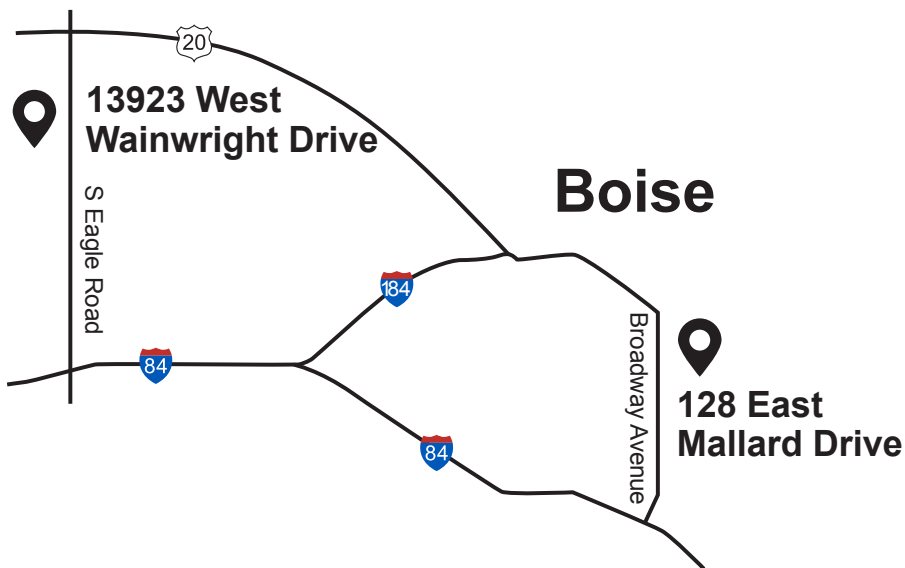 20
13923 West
Wainwright Drive
Boise
S Eagle Road
184
Broadway Avenue
84
128 East
Mallard Drive
84